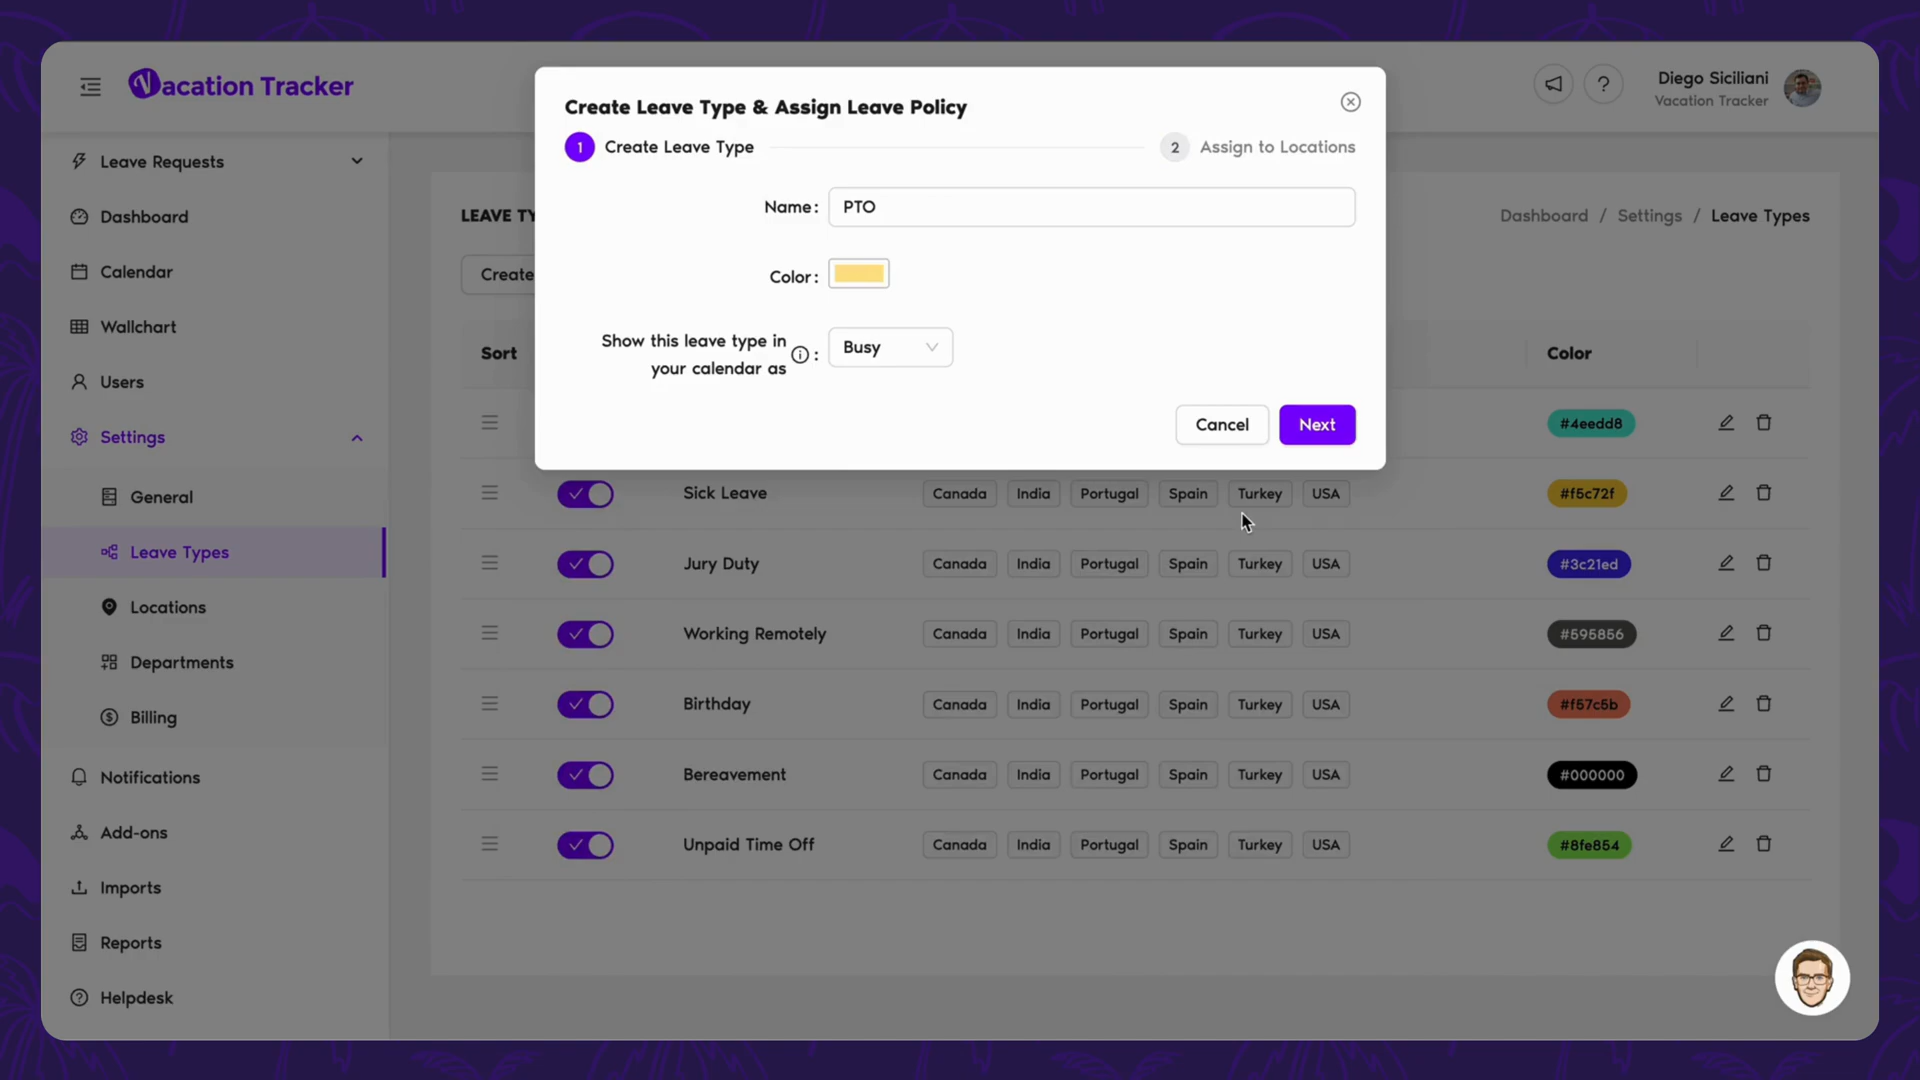 Vacation Tracker
Diego Siciliani
Vacation Tracker
Leave Requests
Dashboard
Calendar
Wallchart
Users
Settings
General
Leave Types
Locations
Departments
Billing
Notifications
Add-ons
Imports
Reports
Helpdesk
Create Leave Type & Assign Leave Policy
1 Create Leave Type 2 Assign to Locations
Name: PTO
Color:
Show this leave type in
your calendar as : Busy
Cancel Next
LEAVE TY
Dashboard / Settings / Leave Types
Create
Sort Color
#4eedd8
Sick Leave Canada India Portugal Spain Turkey USA #f5c72f
Jury Duty Canada India Portugal Spain Turkey USA #3c21ed
Working Remotely Canada India Portugal Spain Turkey USA #595856
Birthday Canada India Portugal Spain Turkey USA #f57c5b
Bereavement Canada India Portugal Spain Turkey USA #000000
Unpaid Time Off Canada India Portugal Spain Turkey USA #8fe854